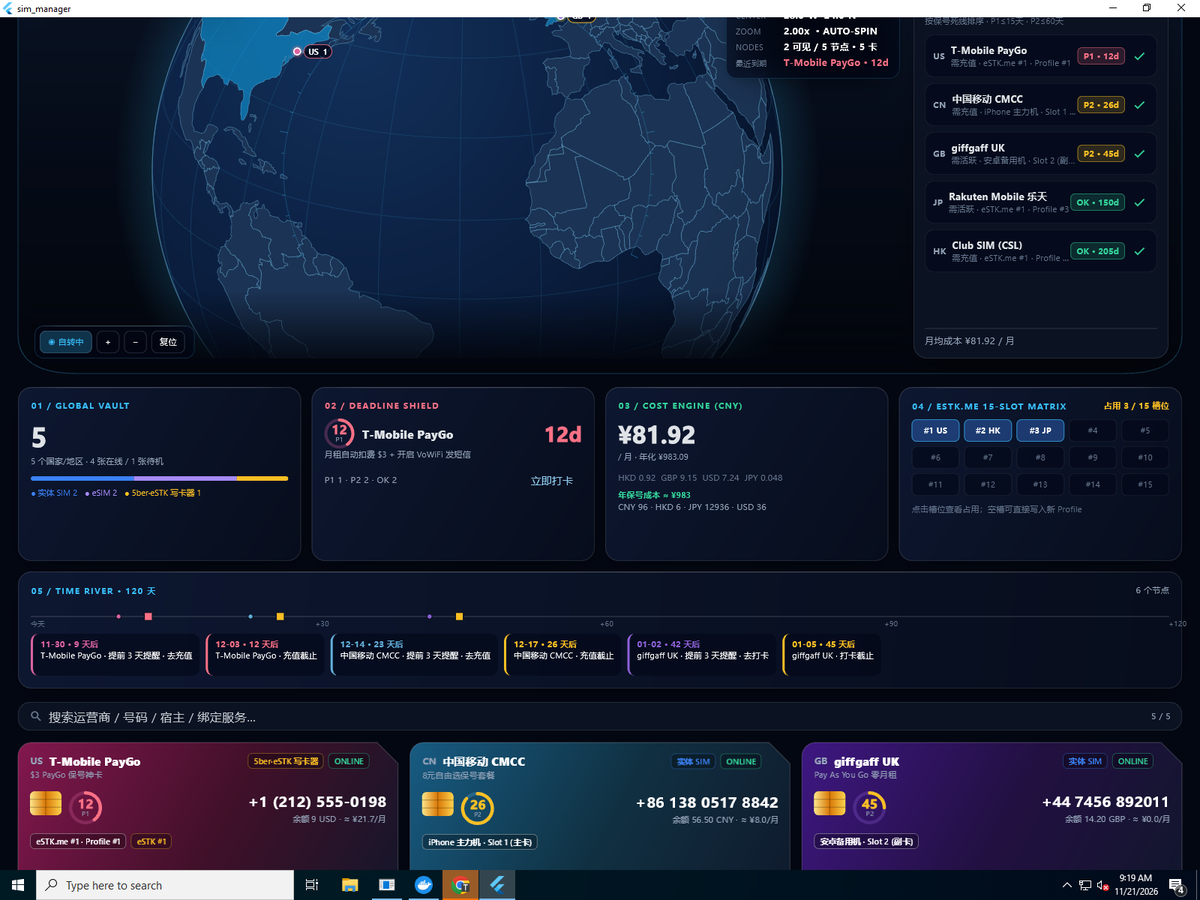 sim_manager
US 1
ZOOM 2.00x • AUTO-SPIN
NODES 2 可见 / 5 节点 • 5 卡
最近到期 T-Mobile PayGo • 12d
按保号死线排序 · P1≤15天 · P2≤60天
US T-Mobile PayGo P1 • 12d
需充值 · eSTK.me #1 · Profile #1
CN 中国移动 CMCC P2 • 26d
需充值 · iPhone 主力机 · Slot 1 ...
GB giffgaff UK P2 • 45d
需活跃 · 安卓备用机 · Slot 2 (副...
JP Rakuten Mobile 乐天 OK • 150d
需活跃 · eSTK.me #1 · Profile #3
HK Club SIM (CSL) OK • 205d
需充值 · eSTK.me #1 · Profile ...
月均成本 ¥81.92 / 月
自转中 + − 复位
01 / GLOBAL VAULT
5
5 个国家/地区 · 4 张在线 / 1 张待机
实体 SIM 2 eSIM 2 5ber·eSTK 写卡器 1
02 / DEADLINE SHIELD
12 P1 T-Mobile PayGo 12d
月租自动扣费 $3 + 开启 VoWiFi 发短信
P1 1 · P2 2 · OK 2 立即打卡
03 / COST ENGINE (CNY)
¥81.92
/ 月 · 年化 ¥983.09
HKD 0.92 GBP 9.15 USD 7.24 JPY 0.048
年保号成本 ≈ ¥983
CNY 96 · HKD 6 · JPY 12936 · USD 36
04 / ESTK.ME 15-SLOT MATRIX 占用 3 / 15 槽位
#1 US #2 HK #3 JP #4 #5
#6 #7 #8 #9 #10
#11 #12 #13 #14 #15
点击槽位查看占用；空槽可直接写入新 Profile
05 / TIME RIVER • 120 天 6 个节点
今天 +30 +60 +90 +120
11-30 • 9 天后
T-Mobile PayGo · 提前 3 天提醒 · 去充值
12-03 • 12 天后
T-Mobile PayGo · 充值截止
12-14 • 23 天后
中国移动 CMCC · 提前 3 天提醒 · 去充值
12-17 • 26 天后
中国移动 CMCC · 充值截止
01-02 • 42 天后
giffgaff UK · 提前 3 天提醒 · 去打卡
01-05 • 45 天后
giffgaff UK · 打卡截止
搜索运营商 / 号码 / 宿主 / 绑定服务... 5 / 5
US T-Mobile PayGo 5ber·eSTK 写卡器 ONLINE
$3 PayGo 保号神卡
12 P1 +1 (212) 555-0198
余额 9 USD · ≈ ¥21.7/月
eSTK.me #1 · Profile #1 eSTK #1
CN 中国移动 CMCC 实体 SIM ONLINE
8元自由选保号套餐
26 P2 +86 138 0517 8842
余额 56.50 CNY · ≈ ¥8.0/月
iPhone 主力机 · Slot 1 (主卡)
GB giffgaff UK 实体 SIM ONLINE
Pay As You Go 零月租
45 P2 +44 7456 892011
余额 14.20 GBP · ≈ ¥0.0/月
安卓备用机 · Slot 2 (副卡)
Type here to search
9:19 AM
11/21/2026
4